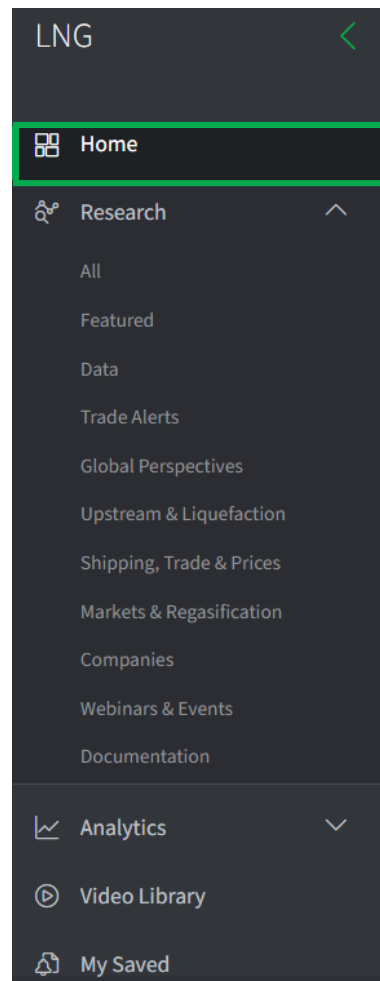 LNG
Home
Research
All
Featured
Data
Trade Alerts
Global Perspectives
Upstream & Liquefaction
Shipping, Trade & Prices
Markets & Regasification
Companies
Webinars & Events
Documentation
Analytics
Video Library
My Saved